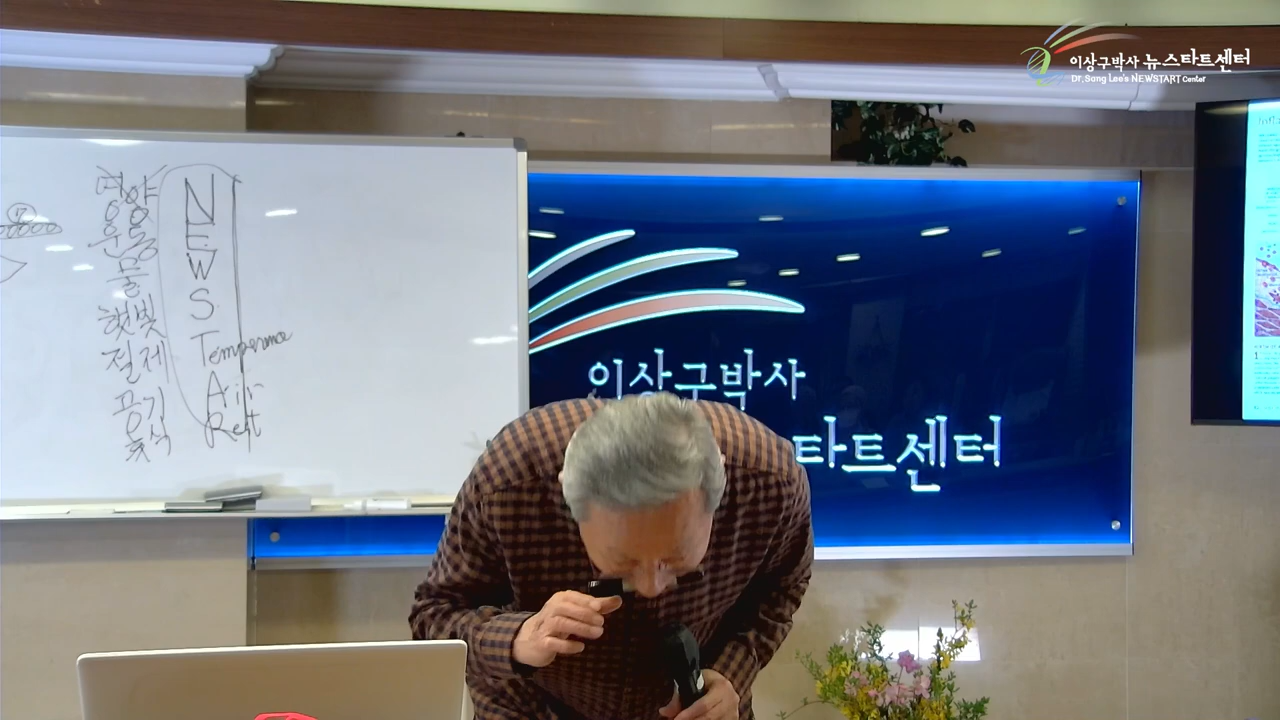 이상구박사 뉴스타트센터
Dr. Sang Lee's NEWSTART Center
영양 N
운동 E
물 W
햇빛 S
절제 Temperance
공기 Air
휴식 Rest
7
이상구박사
타트센터